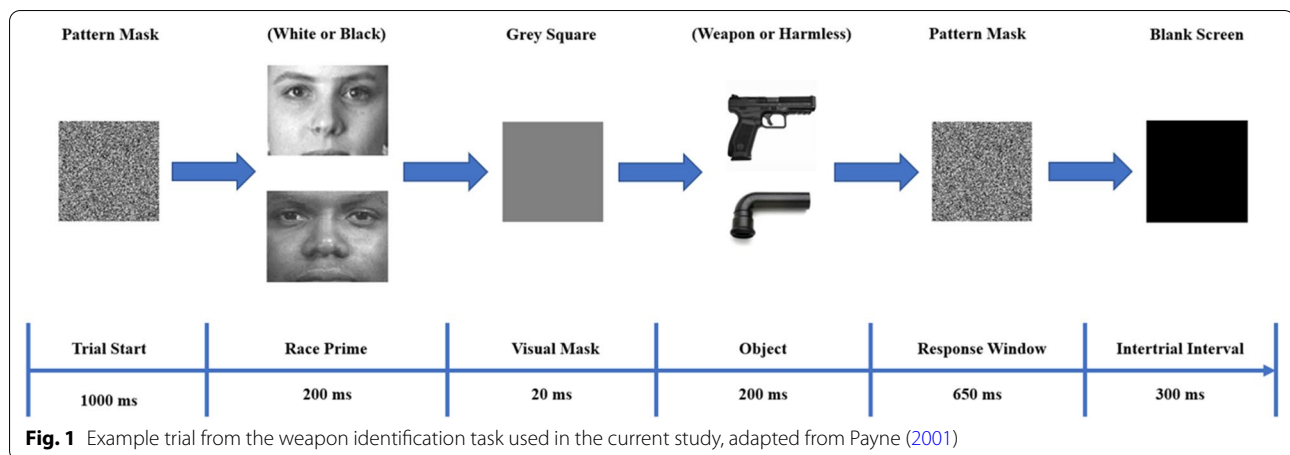 Pattern Mask (White or Black) Grey Square (Weapon or Harmless) Pattern Mask Blank Screen
Trial Start Race Prime Visual Mask Object Response Window Intertrial Interval
1000 ms 200 ms 20 ms 200 ms 650 ms 300 ms
Fig. 1 Example trial from the weapon identification task used in the current study, adapted from Payne (2001)